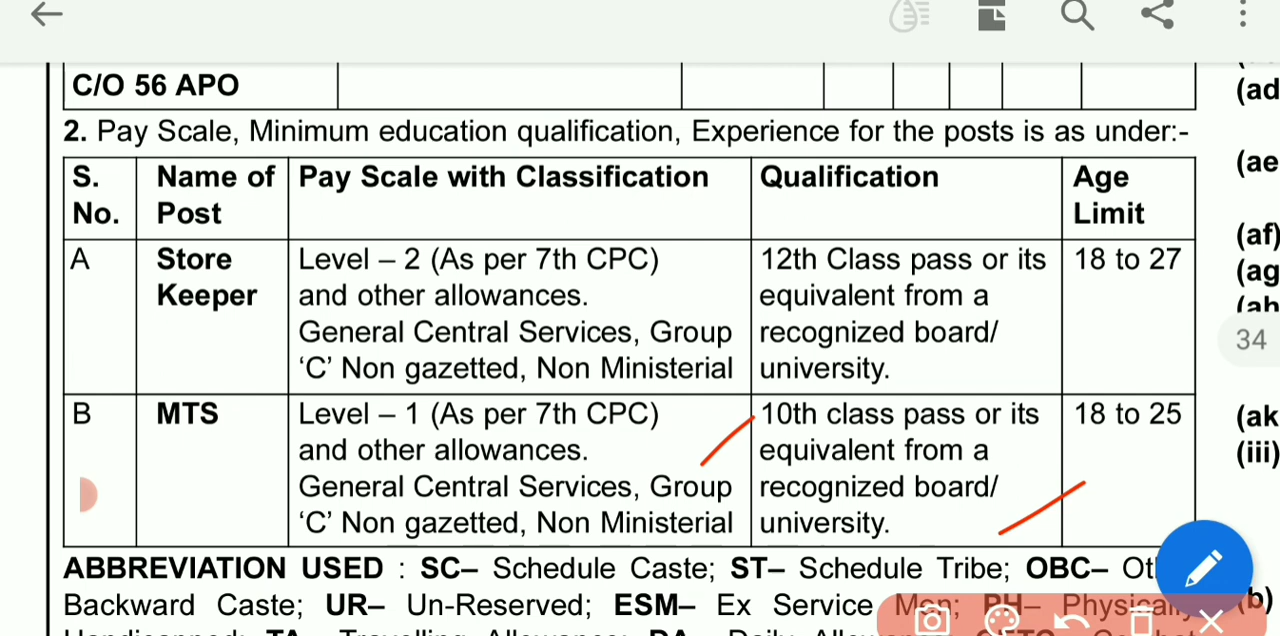 C/O 56 APO
2. Pay Scale, Minimum education qualification, Experience for the posts is as under:-
S. No. Name of Post Pay Scale with Classification Qualification Age Limit
A Store Keeper Level – 2 (As per 7th CPC) and other allowances. General Central Services, Group ‘C’ Non gazetted, Non Ministerial 12th Class pass or its equivalent from a recognized board/ university. 18 to 27
B MTS Level – 1 (As per 7th CPC) and other allowances. General Central Services, Group ‘C’ Non gazetted, Non Ministerial 10th class pass or its equivalent from a recognized board/ university. 18 to 25
ABBREVIATION USED : SC– Schedule Caste; ST– Schedule Tribe; OBC–
Backward Caste; UR– Un-Reserved; ESM– Ex Service Men; PH– Physically
(ad
(ae
(af)
(ag
(ah
34
(ak
(iii)
(b)